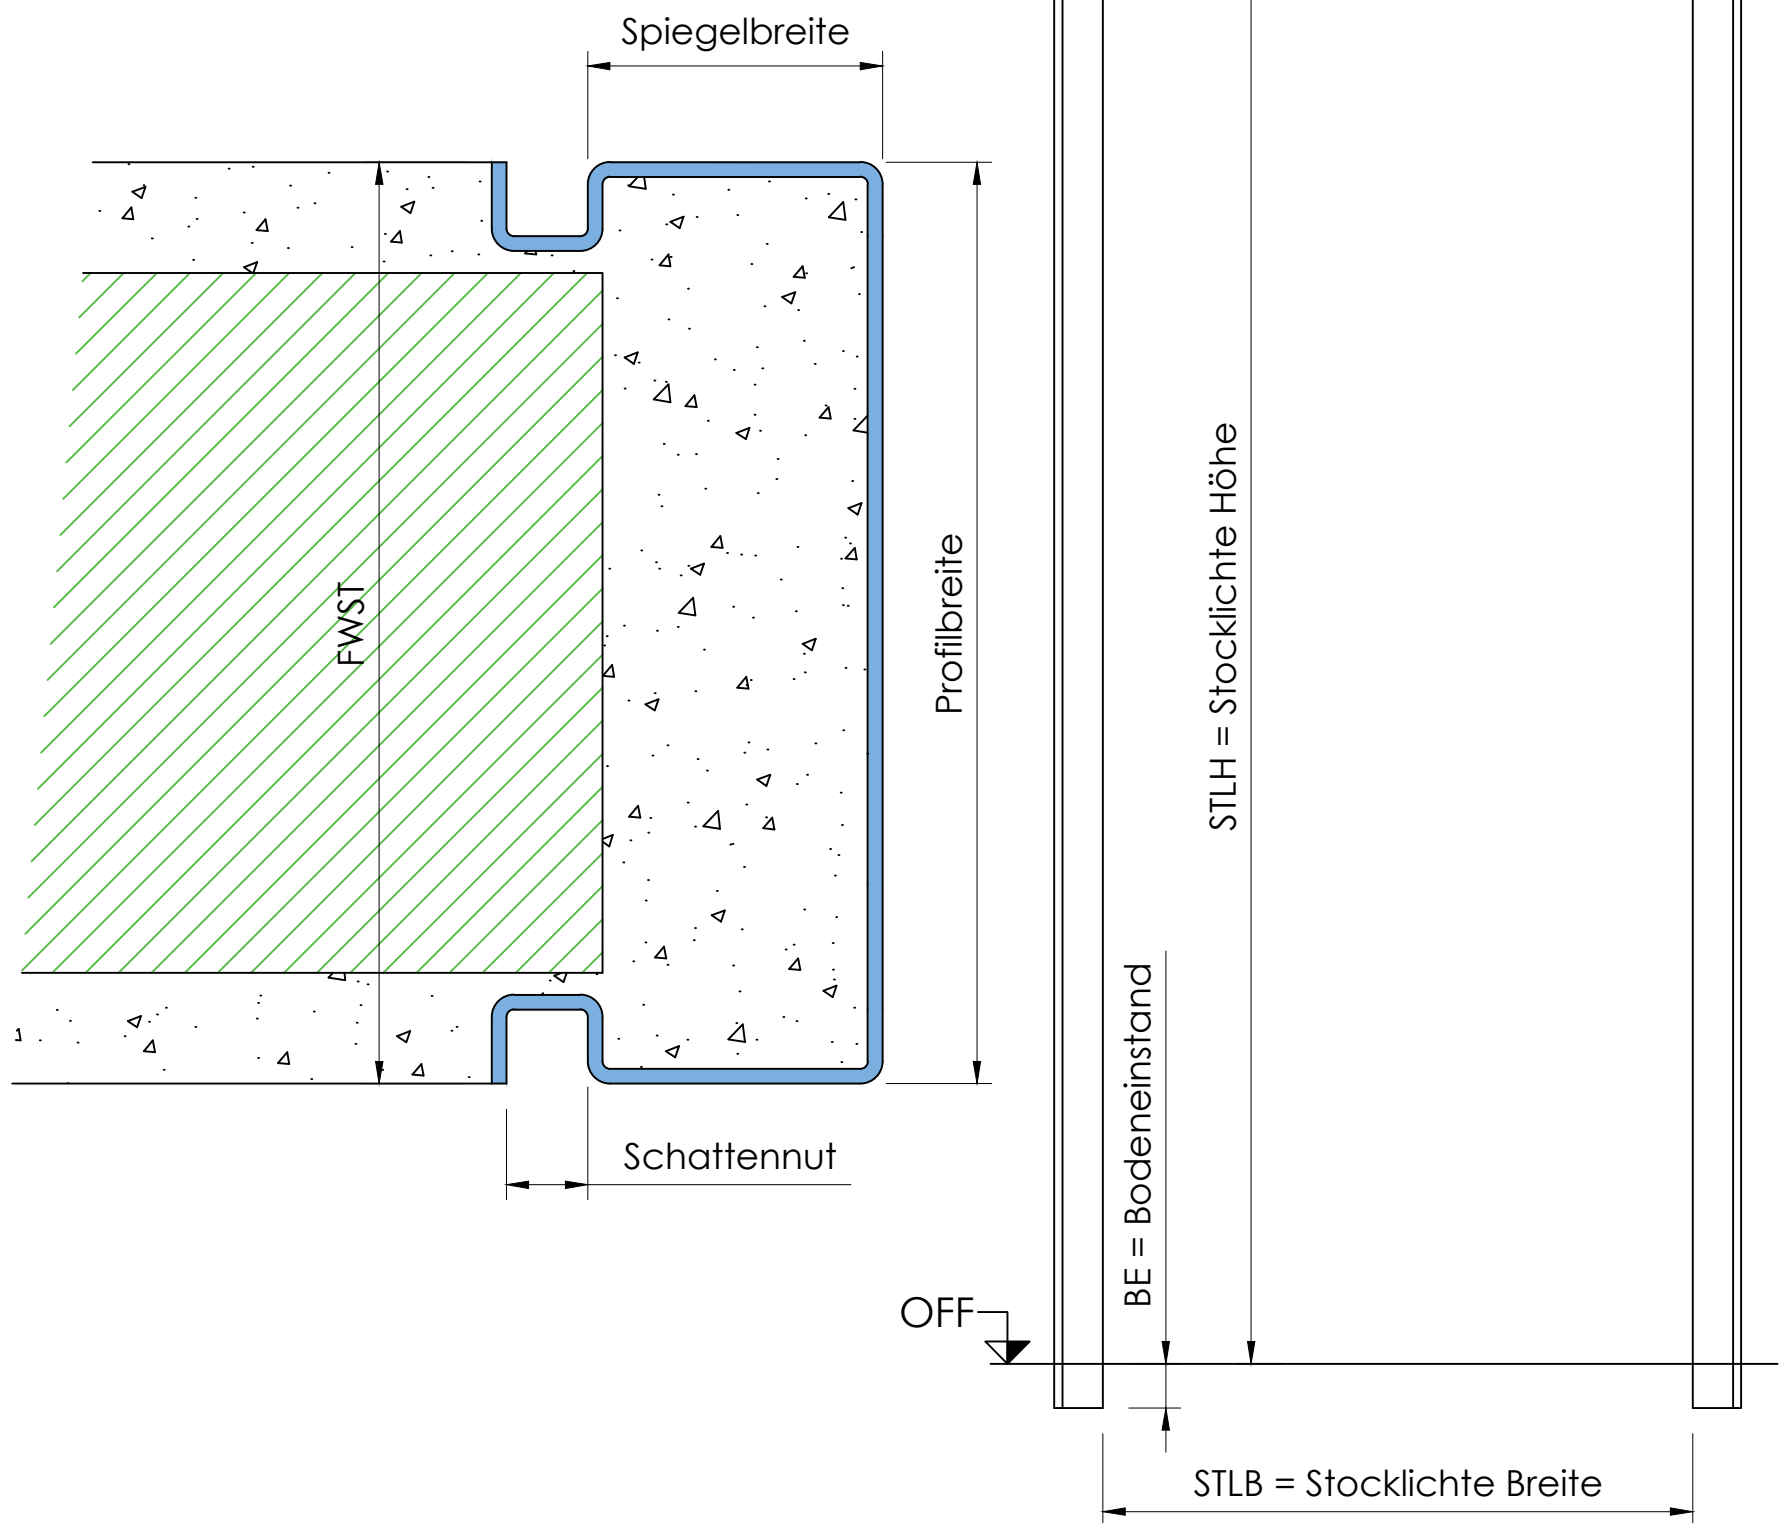 Spiegelbreite
FWST
Profilbreite
Schattennut
STLH = Stocklichte Höhe
BE = Bodeneinstand
OFF
STLB = Stocklichte Breite